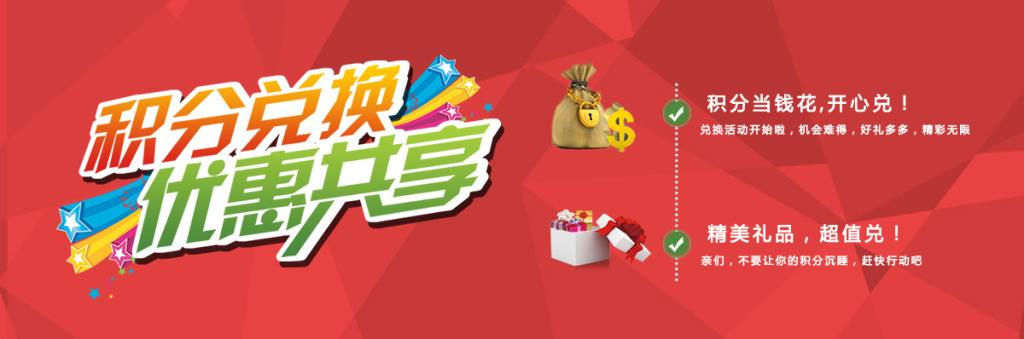 积分兑换
优惠共享
积分当钱花,开心兑！
兑换活动开始啦，机会难得，好礼多多，精彩无限
精美礼品，超值兑！
亲们，不要让你的积分沉睡，赶快行动吧